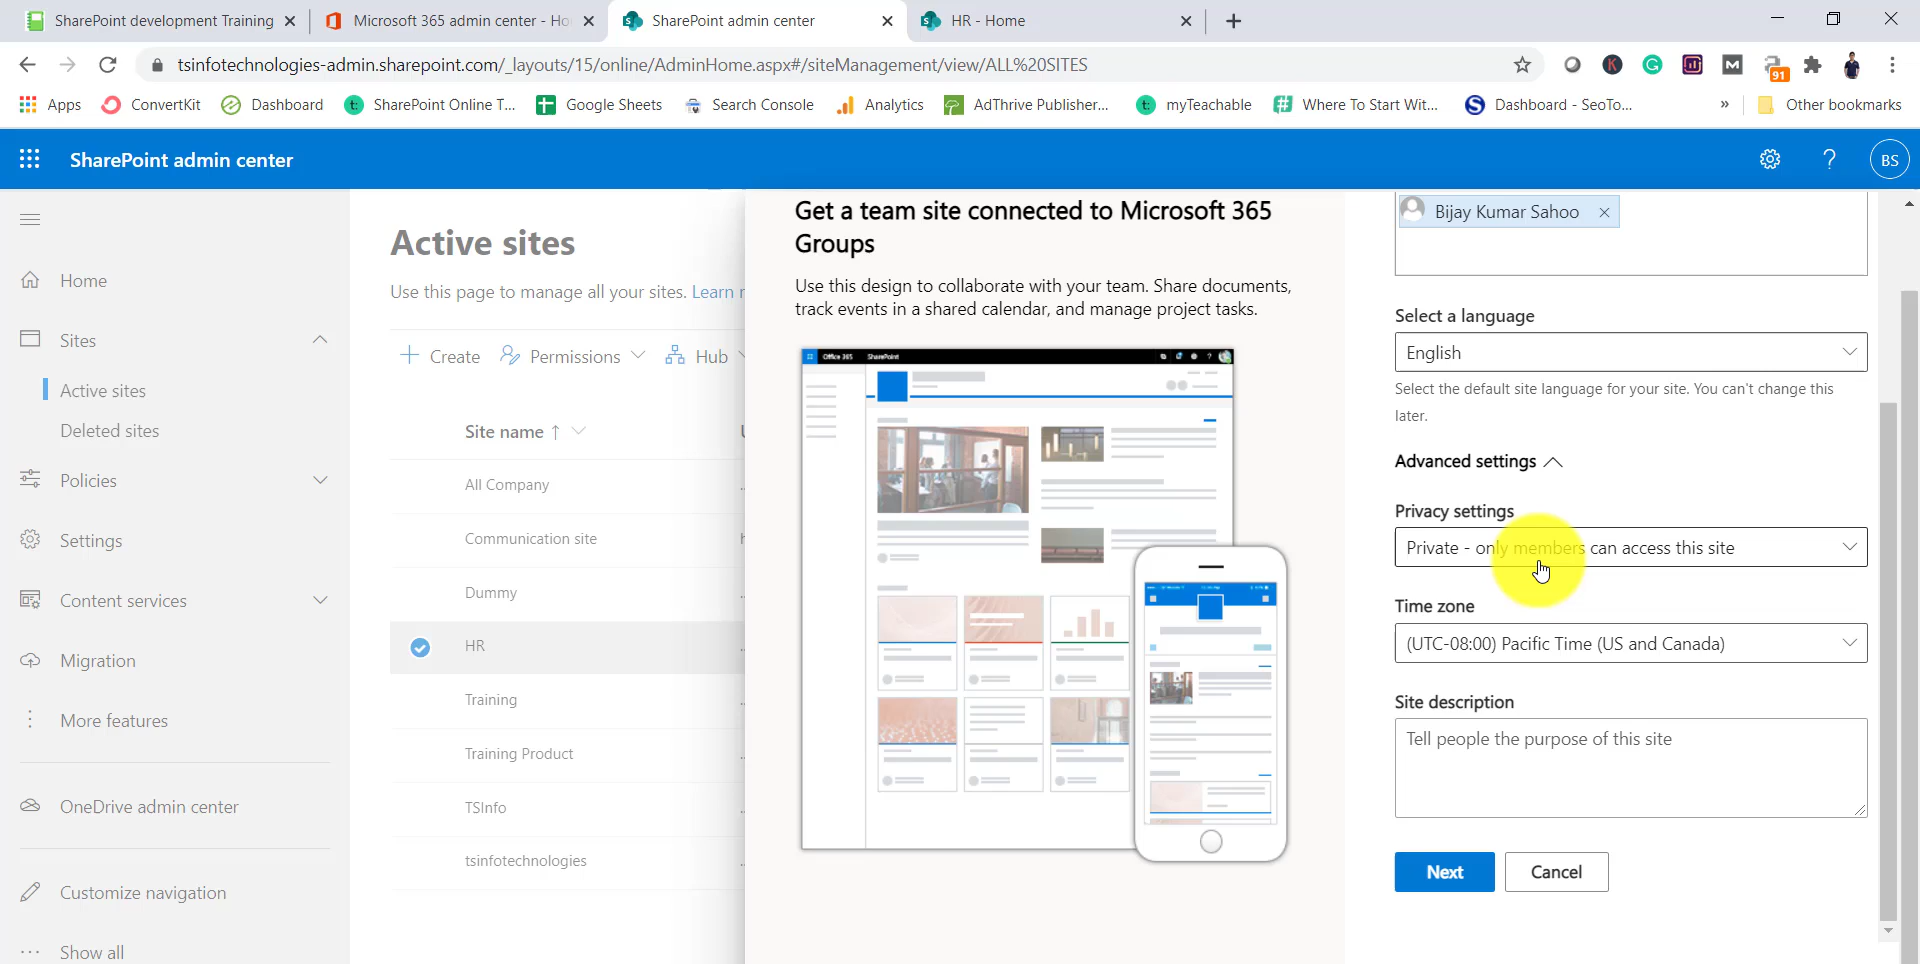 SharePoint development Training
Microsoft 365 admin center - Ho
SharePoint admin center
HR - Home
tsinfotechnologies-admin.sharepoint.com/_layouts/15/online/AdminHome.aspx#/siteManagement/view/ALL%20SITES
91
Apps
ConvertKit
Dashboard
SharePoint Online T...
Google Sheets
Search Console
Analytics
AdThrive Publisher...
myTeachable
Where To Start Wit...
Dashboard - SeoTo...
»
Other bookmarks
SharePoint admin center
?
BS
Home
Sites
Active sites
Deleted sites
Policies
Settings
Content services
Migration
More features
OneDrive admin center
Customize navigation
Show all
Active sites
Use this page to manage all your sites. Learn
Create
Permissions
Hub
Site name ↑
All Company
Communication site
Dummy
HR
Training
Training Product
TSInfo
tsinfotechnologies
Get a team site connected to Microsoft 365
Groups
Use this design to collaborate with your team. Share documents,
track events in a shared calendar, and manage project tasks.
Office 365 SharePoint
Bijay Kumar Sahoo
Select a language
English
Select the default site language for your site. You can't change this
later.
Advanced settings
Privacy settings
Private - only members can access this site
Time zone
(UTC-08:00) Pacific Time (US and Canada)
Site description
Tell people the purpose of this site
Next
Cancel